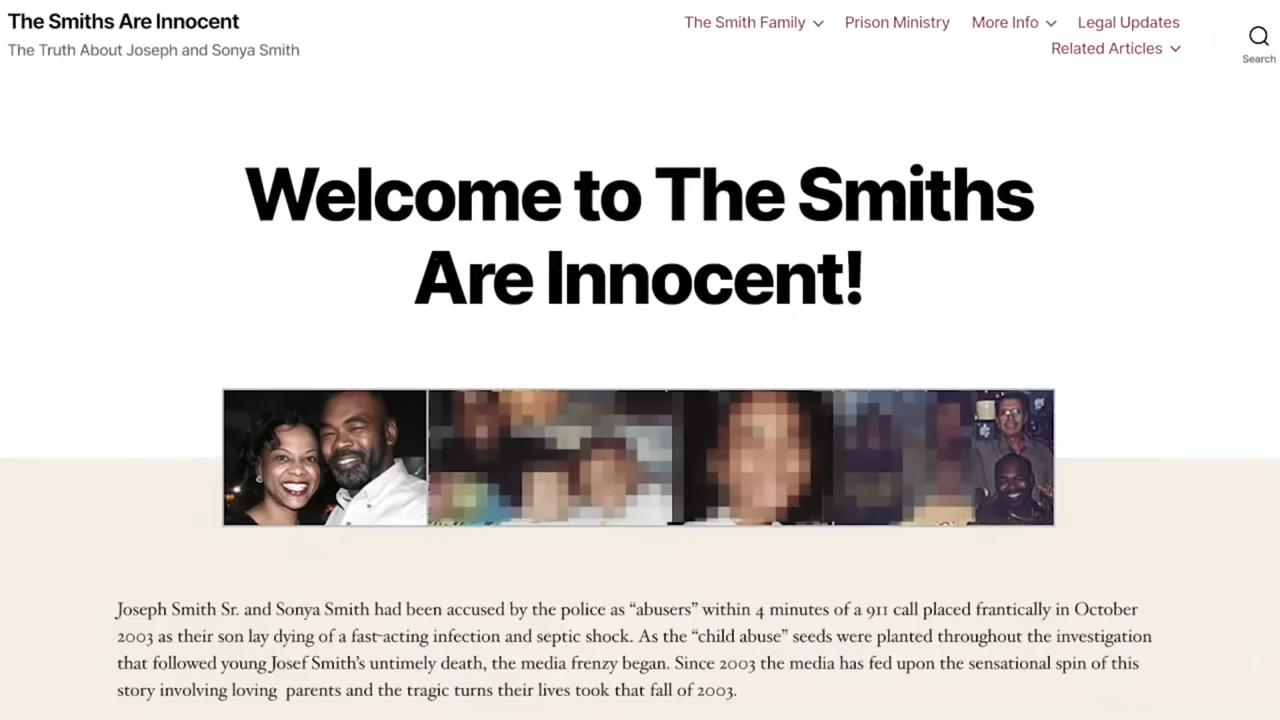 The Smiths Are Innocent
The Truth About Joseph and Sonya Smith
The Smith Family
Prison Ministry
More Info
Legal Updates
Related Articles
Search
Welcome to The Smiths
Are Innocent!
Joseph Smith Sr. and Sonya Smith had been accused by the police as “abusers” within 4 minutes of a 911 call placed frantically in October
2003 as their son lay dying of a fast-acting infection and septic shock. As the “child abuse” seeds were planted throughout the investigation
that followed young Josef Smith’s untimely death, the media frenzy began. Since 2003 the media has fed upon the sensational spin of this
story involving loving  parents and the tragic turns their lives took that fall of 2003.